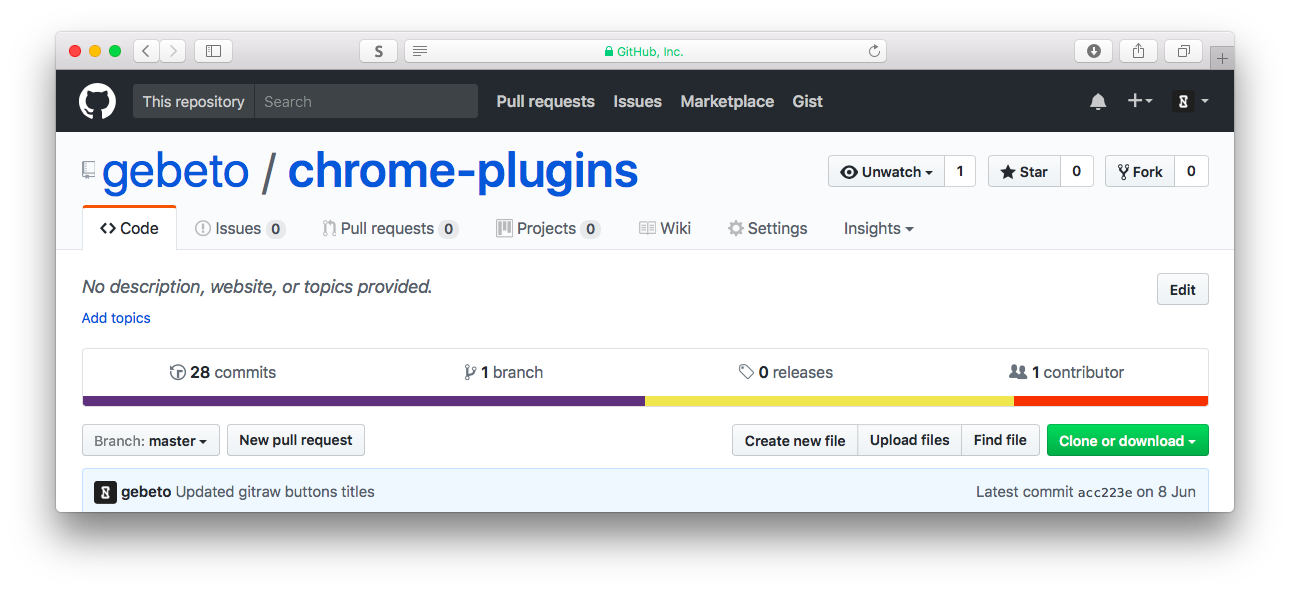 S
GitHub, Inc.
This repository Search Pull requests Issues Marketplace Gist
gebeto / chrome-plugins
Unwatch 1 Star 0 Fork 0
Code Issues 0 Pull requests 0 Projects 0 Wiki Settings Insights
No description, website, or topics provided.
Edit
Add topics
28 commits 1 branch 0 releases 1 contributor
Branch: master New pull request Create new file Upload files Find file Clone or download
gebeto Updated gitraw buttons titles Latest commit acc223e on 8 Jun